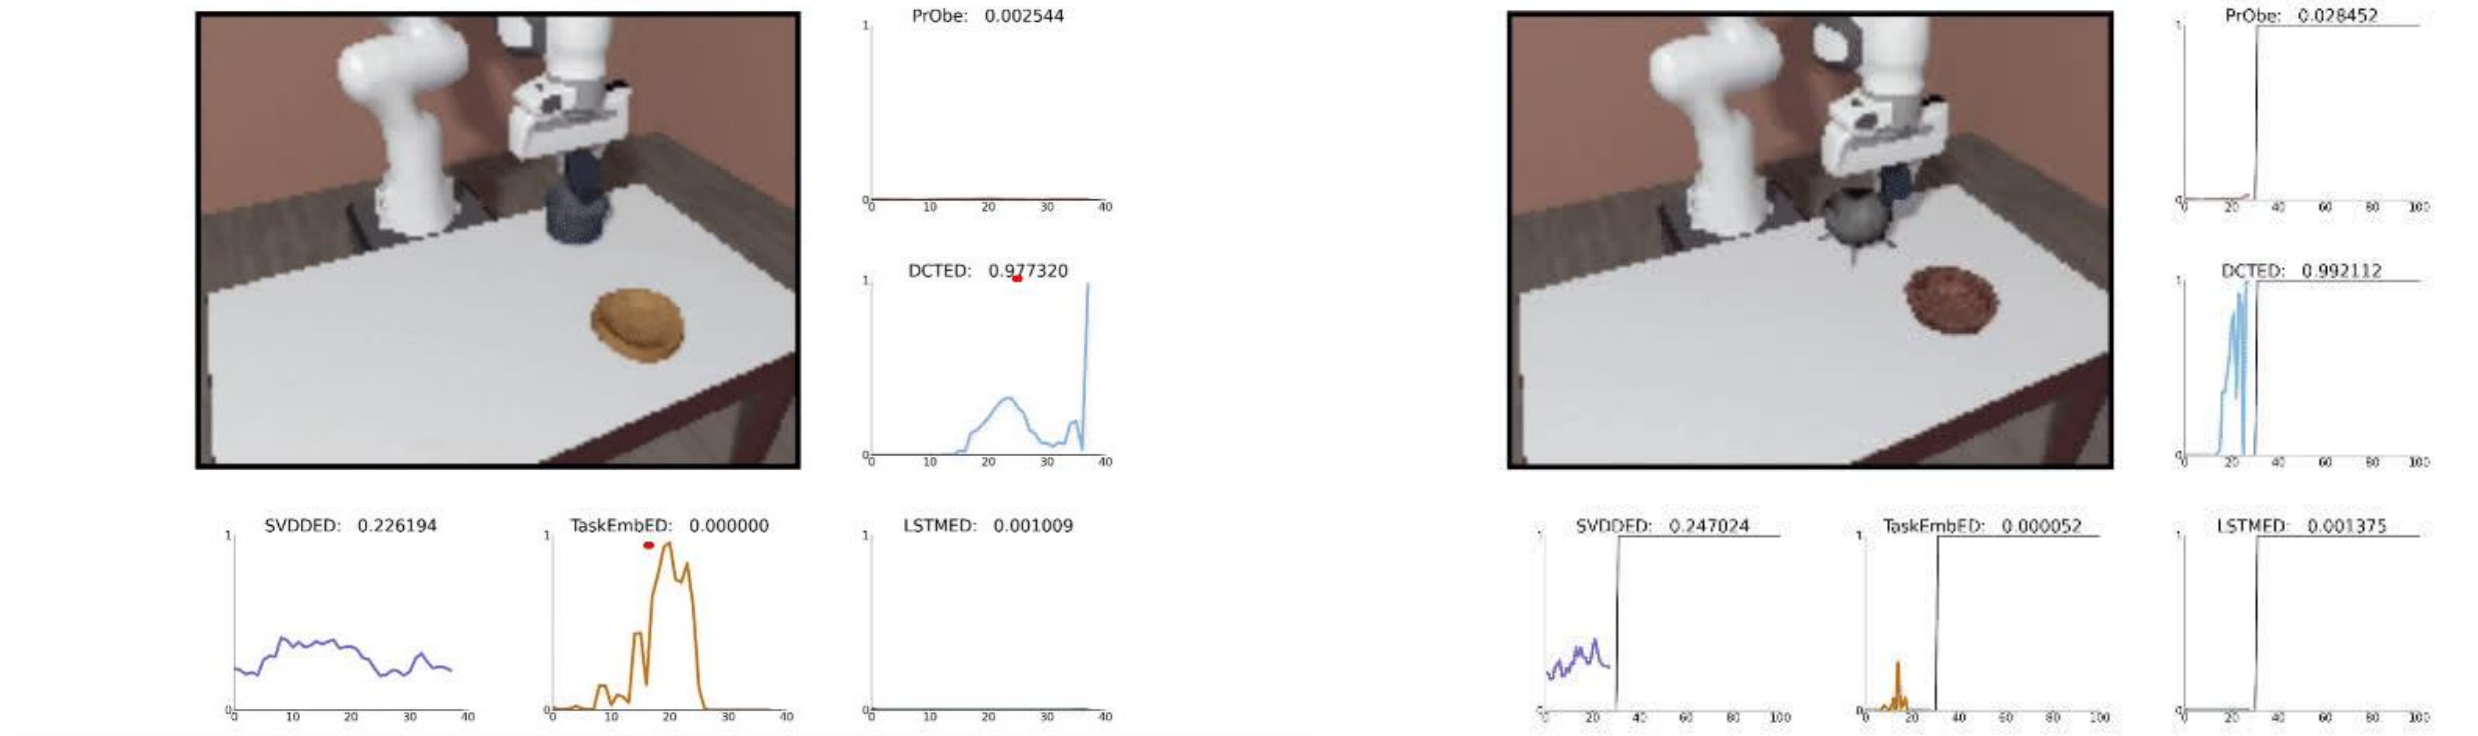 PrObe: 0.002544
1
0
0 10 20 30 40
DCTED: 0.977320
1
0
0 10 20 30 40
SVDDED: 0.226194
1
0
0 10 20 30 40
TaskEmbED: 0.000000
1
0
0 10 20 30 40
LSTMED: 0.001009
1
0
0 10 20 30 40
PrObe: 0.028452
1
0
0 20 40 60 80 100
DCTED: 0.992112
1
0
0 20 40 60 80 100
SVDDED: 0.247024
1
0
0 20 40 60 80 100
TaskEmbED: 0.000052
1
0
0 20 40 60 80 100
LSTMED: 0.001375
1
0
0 20 40 60 80 100